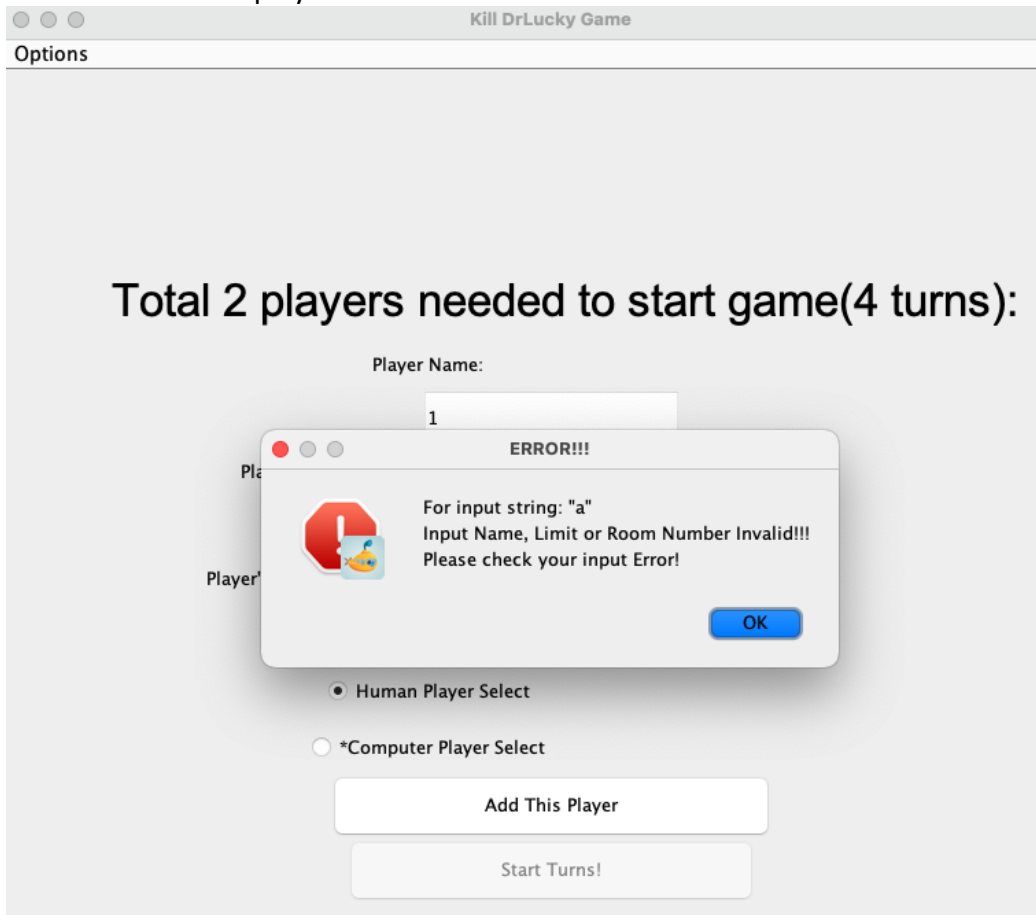 Kill DrLucky Game
Options
Total 2 players needed to start game(4 turns):
Player Name:
1
ERROR!!!
Pla
For input string: "a"
Input Name, Limit or Room Number Invalid!!!
Please check your input Error!
Player'
OK
Human Player Select
*Computer Player Select
Add This Player
Start Turns!